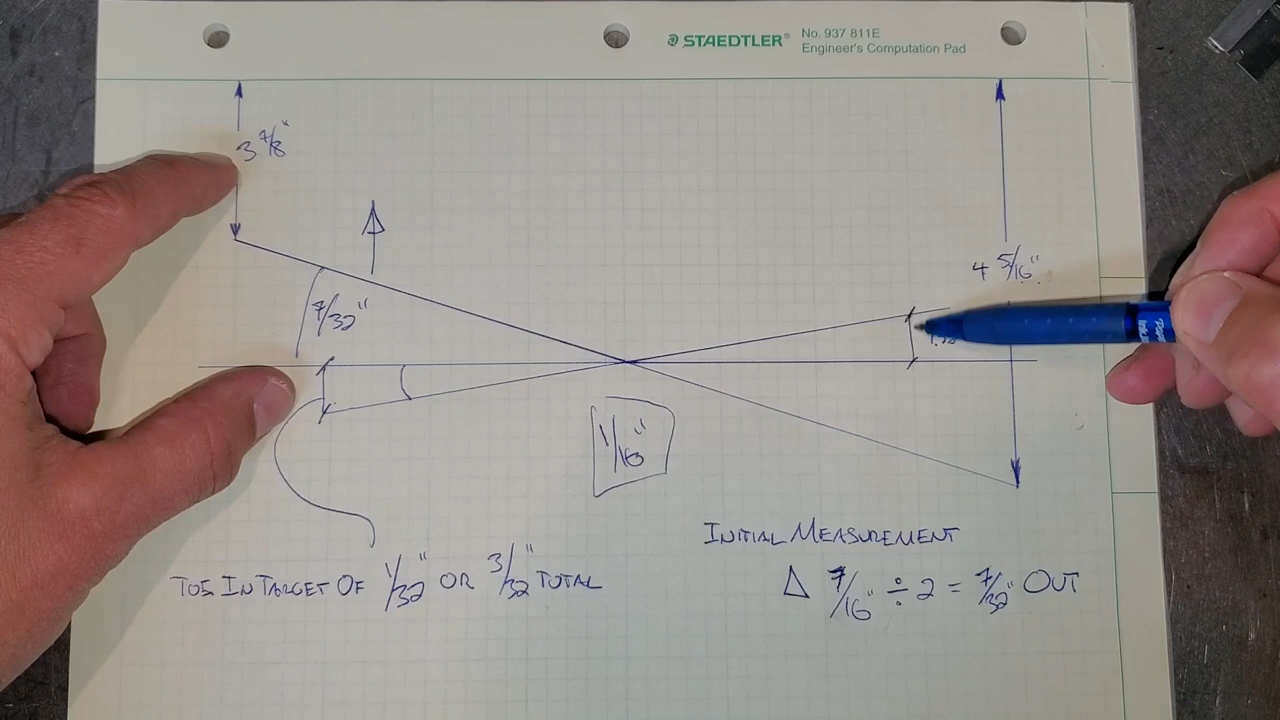 STAEDTLER® No. 937 811E
Engineer's Computation Pad
3 7/8"
4 5/16"
7/32"
1/16"
INITIAL MEASUREMENT
TOE IN TARGET OF 1/32" OR 3/32" TOTAL
Δ 7/16" ÷ 2 = 7/32" OUT